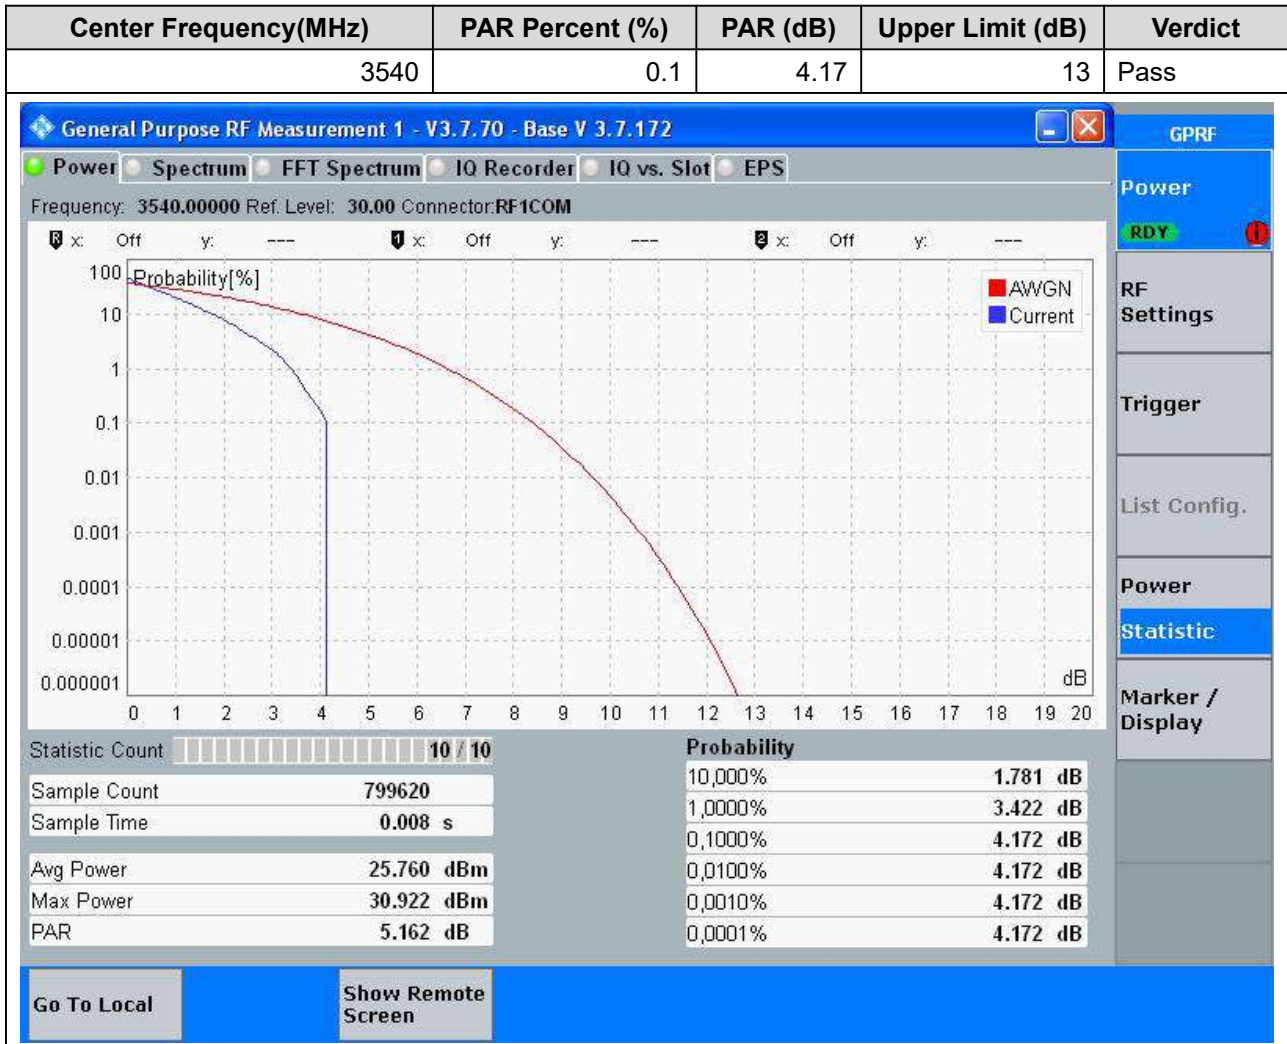 Center Frequency(MHz) PAR Percent (%) PAR (dB) Upper Limit (dB) Verdict
3540 0.1 4.17 13 Pass
General Purpose RF Measurement 1 - V3.7.70 - Base V 3.7.172
GPRF
Power Spectrum FFT Spectrum IQ Recorder IQ vs. Slot EPS
Frequency: 3540.00000 Ref. Level: 30.00 Connector:RF1COM
R x: Off y: --- 1 x: Off y: --- 2 x: Off y: ---
Probability[%]
AWGN
Current
100
10
1
0.1
0.01
0.001
0.0001
0.00001
0.000001
dB
0 1 2 3 4 5 6 7 8 9 10 11 12 13 14 15 16 17 18 19 20
Statistic Count 10 / 10
Sample Count 799620
Sample Time 0.008 s
Avg Power 25.760 dBm
Max Power 30.922 dBm
PAR 5.162 dB
Probability
10,000% 1.781 dB
1,0000% 3.422 dB
0,1000% 4.172 dB
0,0100% 4.172 dB
0,0010% 4.172 dB
0,0001% 4.172 dB
Power
RDY
RF
Settings
Trigger
List Config.
Power
Statistic
Marker /
Display
Go To Local
Show Remote
Screen